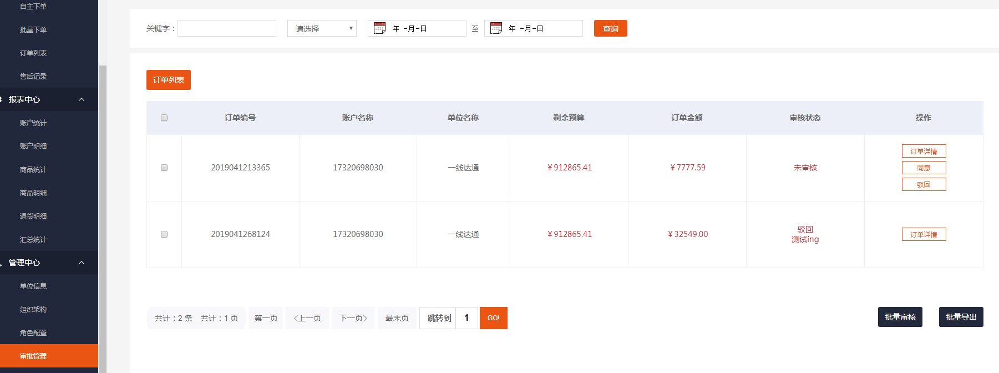 自主下单
批量下单
订单列表
售后记录
报表中心
账户统计
账户明细
商品统计
商品明细
退货明细
汇总统计
管理中心
单位信息
组织架构
角色配置
审批管理
关键字： 请选择 年 -月-日 至 年 -月-日 查询
订单列表
订单编号 账户名称 单位名称 剩余预算 订单金额 审核状态 操作
2019041213365 17320698030 一线达通 ￥912865.41 ￥7777.59 未审核 订单详情
同意
驳回
2019041268124 17320698030 一线达通 ￥912865.41 ￥32549.00 驳回
测试ing 订单详情
共计：2 条 共计：1 页 第一页 <上一页 下一页> 最末页 跳转到 1 GO! 批量审核 批量导出